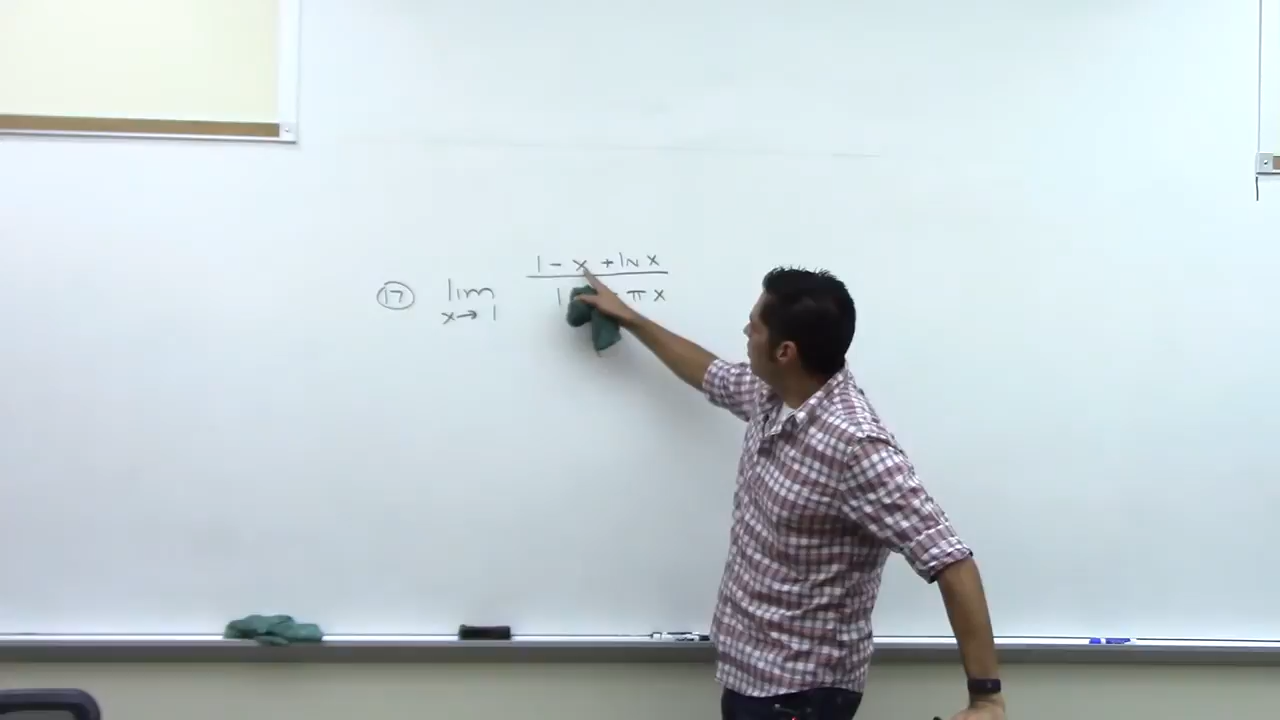 1 - x + ln x
⑰ lim
1 π x
x → 1